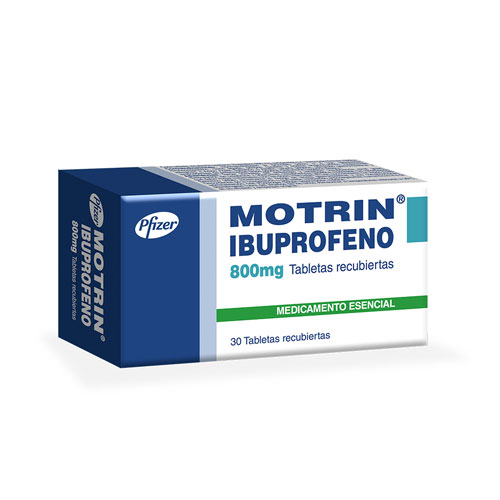 Pfizer
MOTRIN®
IBUPROFENO
800mg Tabletas recubiertas
MEDICAMENTO ESENCIAL
30 Tabletas recubiertas
Pfizer
MOTRIN®
IBUPROFENO
800mg Tabletas recubiertas